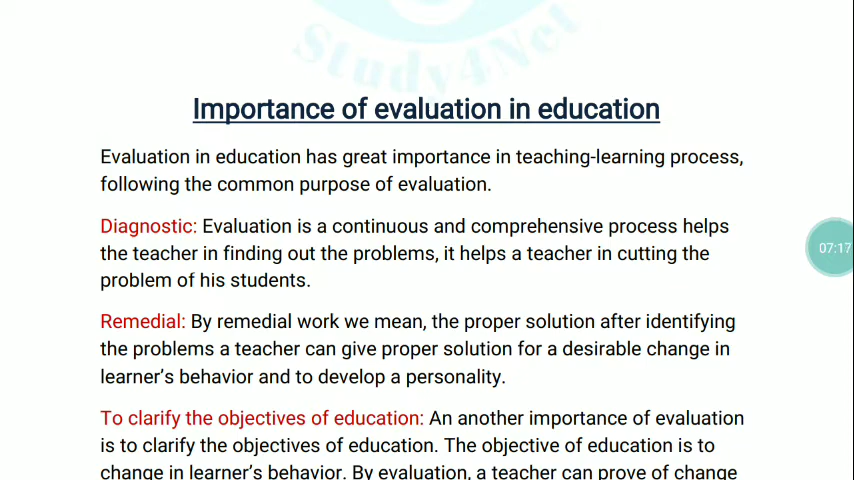 Study4Net
Importance of evaluation in education
Evaluation in education has great importance in teaching-learning process,
following the common purpose of evaluation.
Diagnostic: Evaluation is a continuous and comprehensive process helps
the teacher in finding out the problems, it helps a teacher in cutting the
problem of his students.
07:17
Remedial: By remedial work we mean, the proper solution after identifying
the problems a teacher can give proper solution for a desirable change in
learner's behavior and to develop a personality.
To clarify the objectives of education: An another importance of evaluation
is to clarify the objectives of education. The objective of education is to
change in learner's behavior. By evaluation, a teacher can prove of change